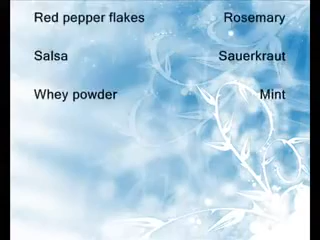 Red pepper flakes Rosemary
Salsa Sauerkraut
Whey powder Mint